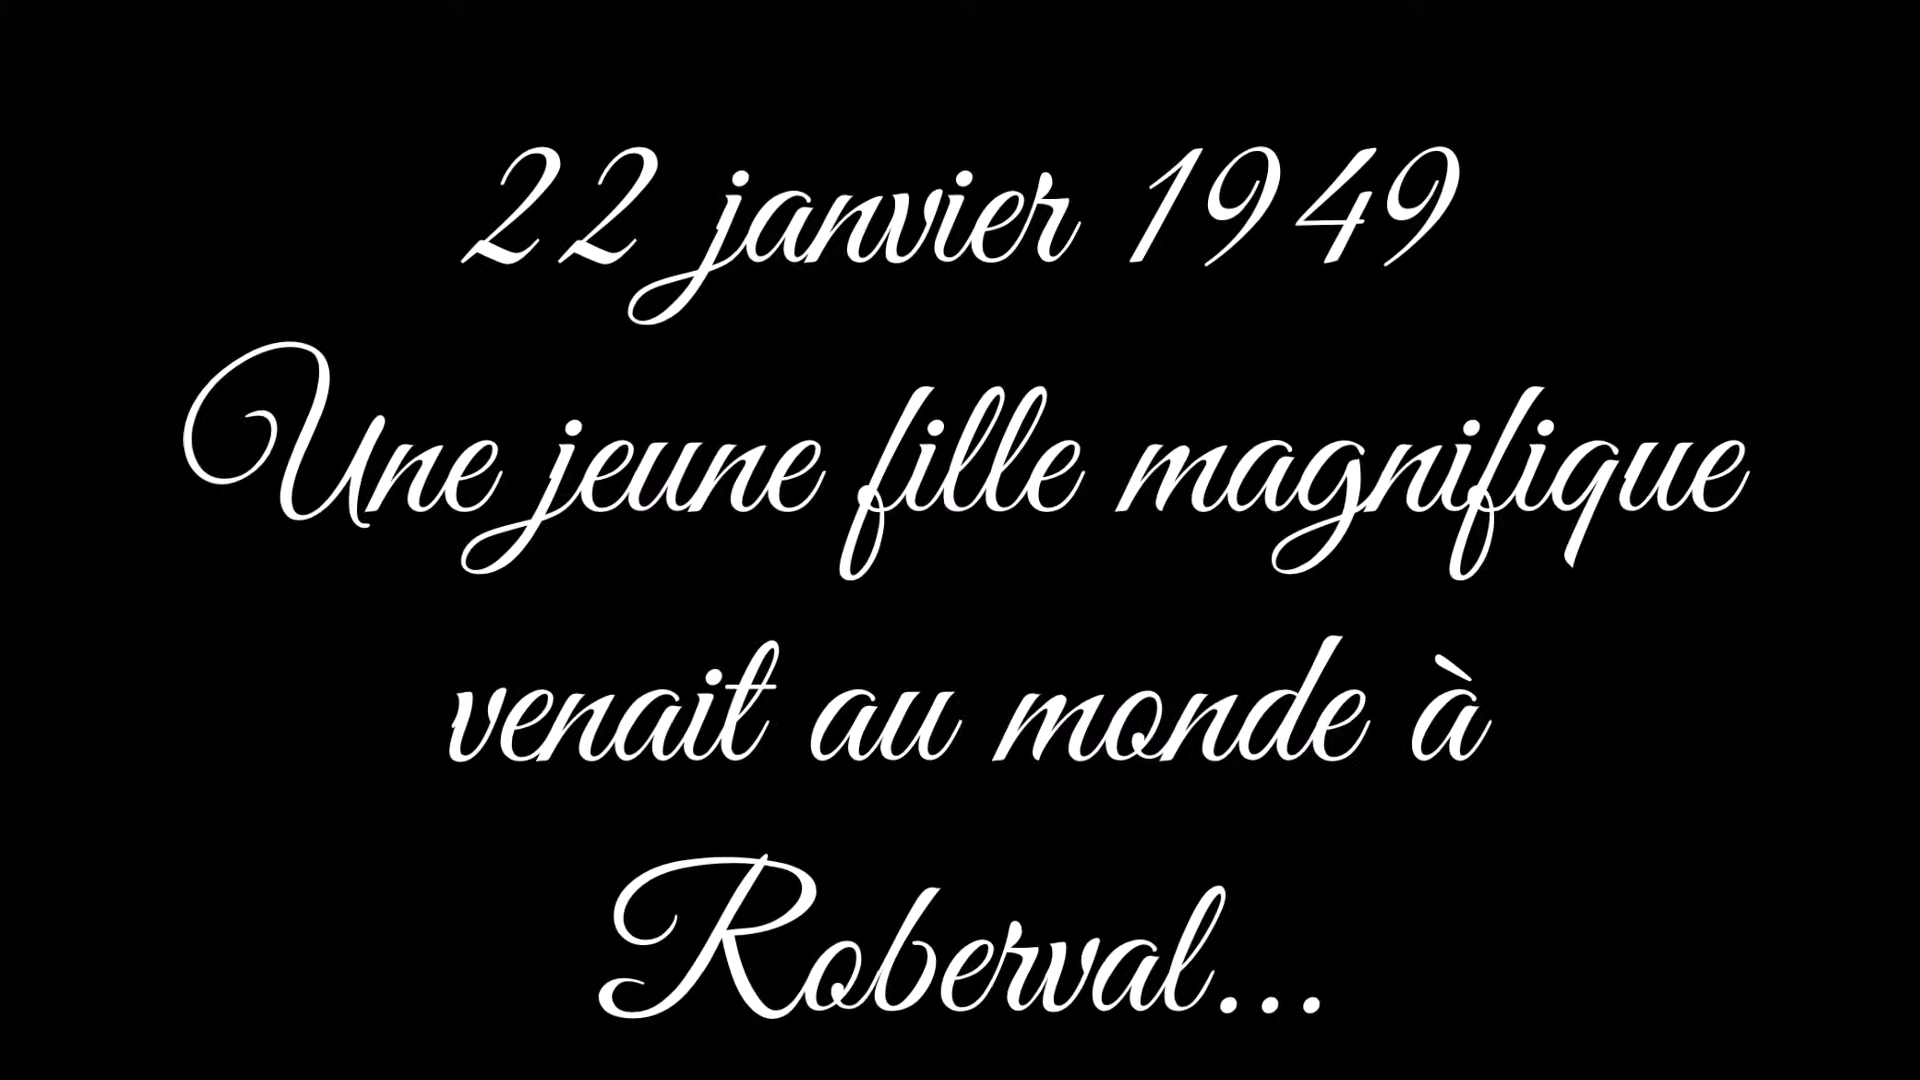 22 janvier 1949
Une jeune fille magnifique
venait au monde à
Roberval...